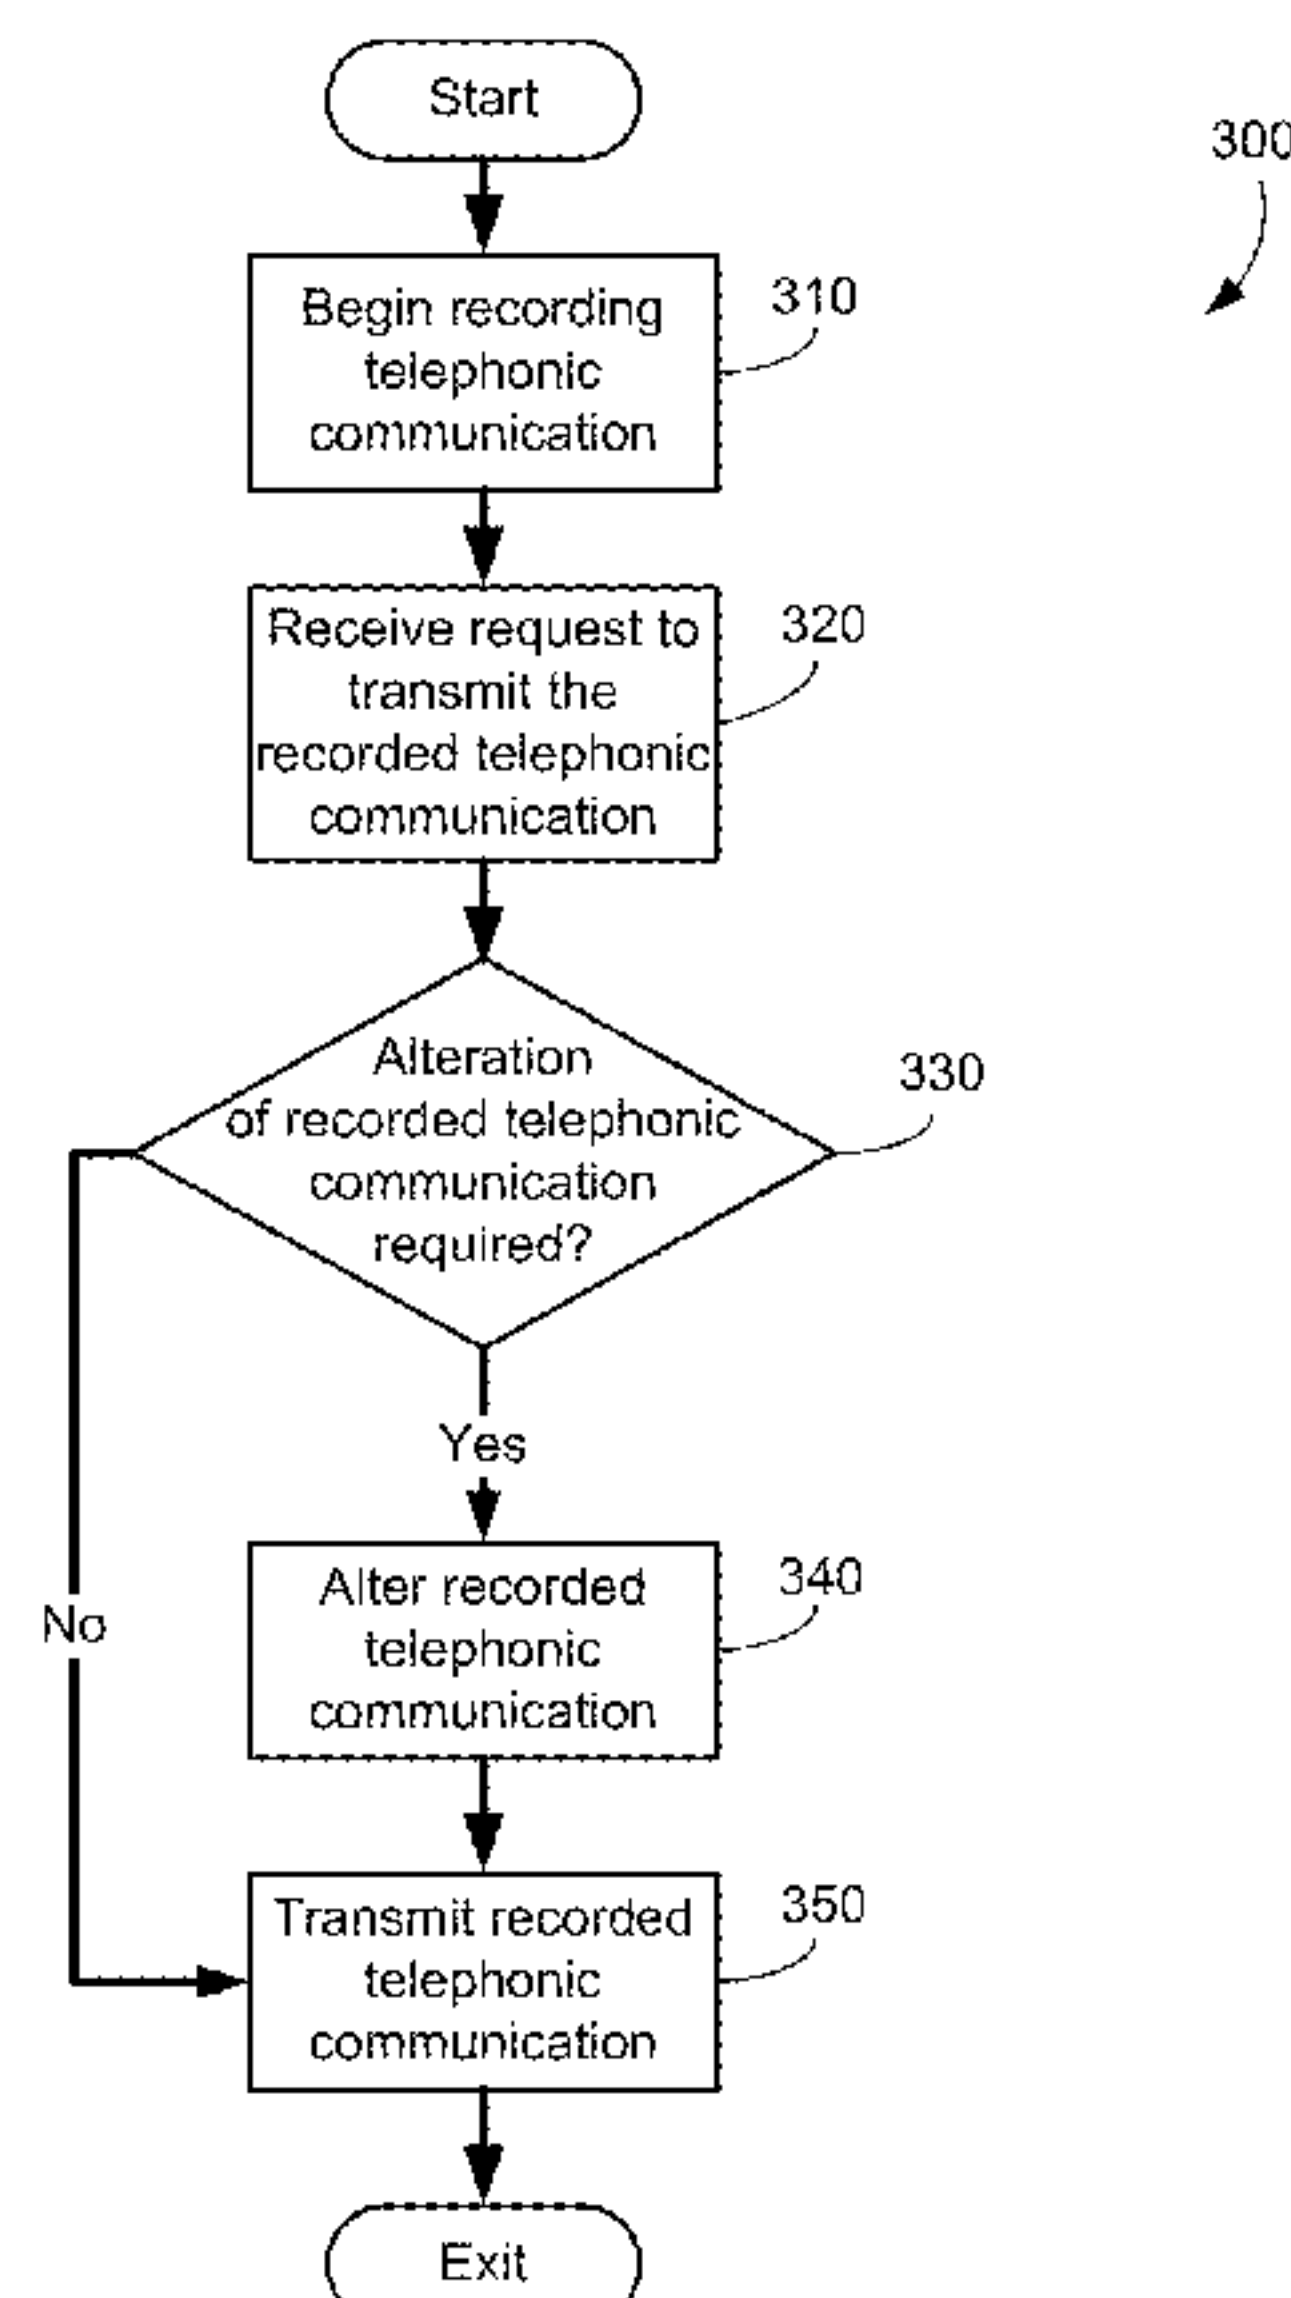 Start
300
Begin recording
telephonic
communication
310
Receive request to
transmit the
recorded telephonic
communication
320
Alteration
of recorded telephonic
communication
required?
330
Yes
No
Alter recorded
telephonic
communication
340
Transmit recorded
telephonic
communication
350
Exit